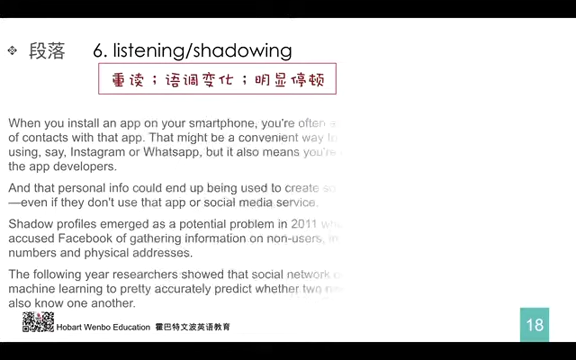 段落 6. listening/shadowing
重读；语调变化；明显停顿
When you install an app on your smartphone, you're often
of contacts with that app. That might be a convenient way
using, say, Instagram or Whatsapp, but it also means you're
the app developers.
And that personal info could end up being used to create
—even if they don't use that app or social media service.
Shadow profiles emerged as a potential problem in 2011
accused Facebook of gathering information on non-users,
numbers and physical addresses.
The following year researchers showed that social network
machine learning to pretty accurately predict whether two
also know one another.
Hobart Wenbo Education 霍巴特文波英语教育
18